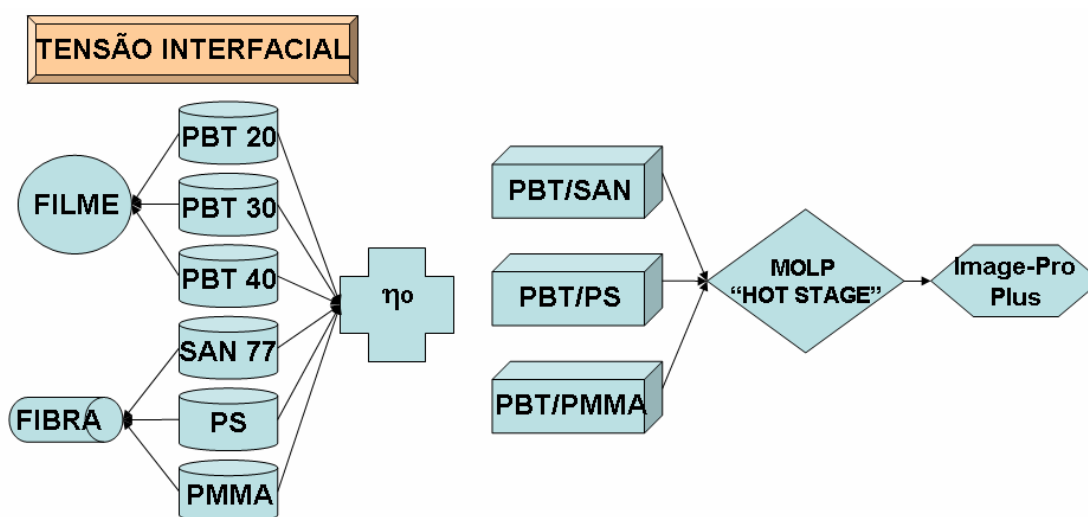 TENSÃO INTERFACIAL
FILME
PBT 20
PBT 30
PBT 40
FIBRA
SAN 77
PS
PMMA
ηo
PBT/SAN
PBT/PS
PBT/PMMA
MOLP
“HOT STAGE”
Image-Pro
Plus